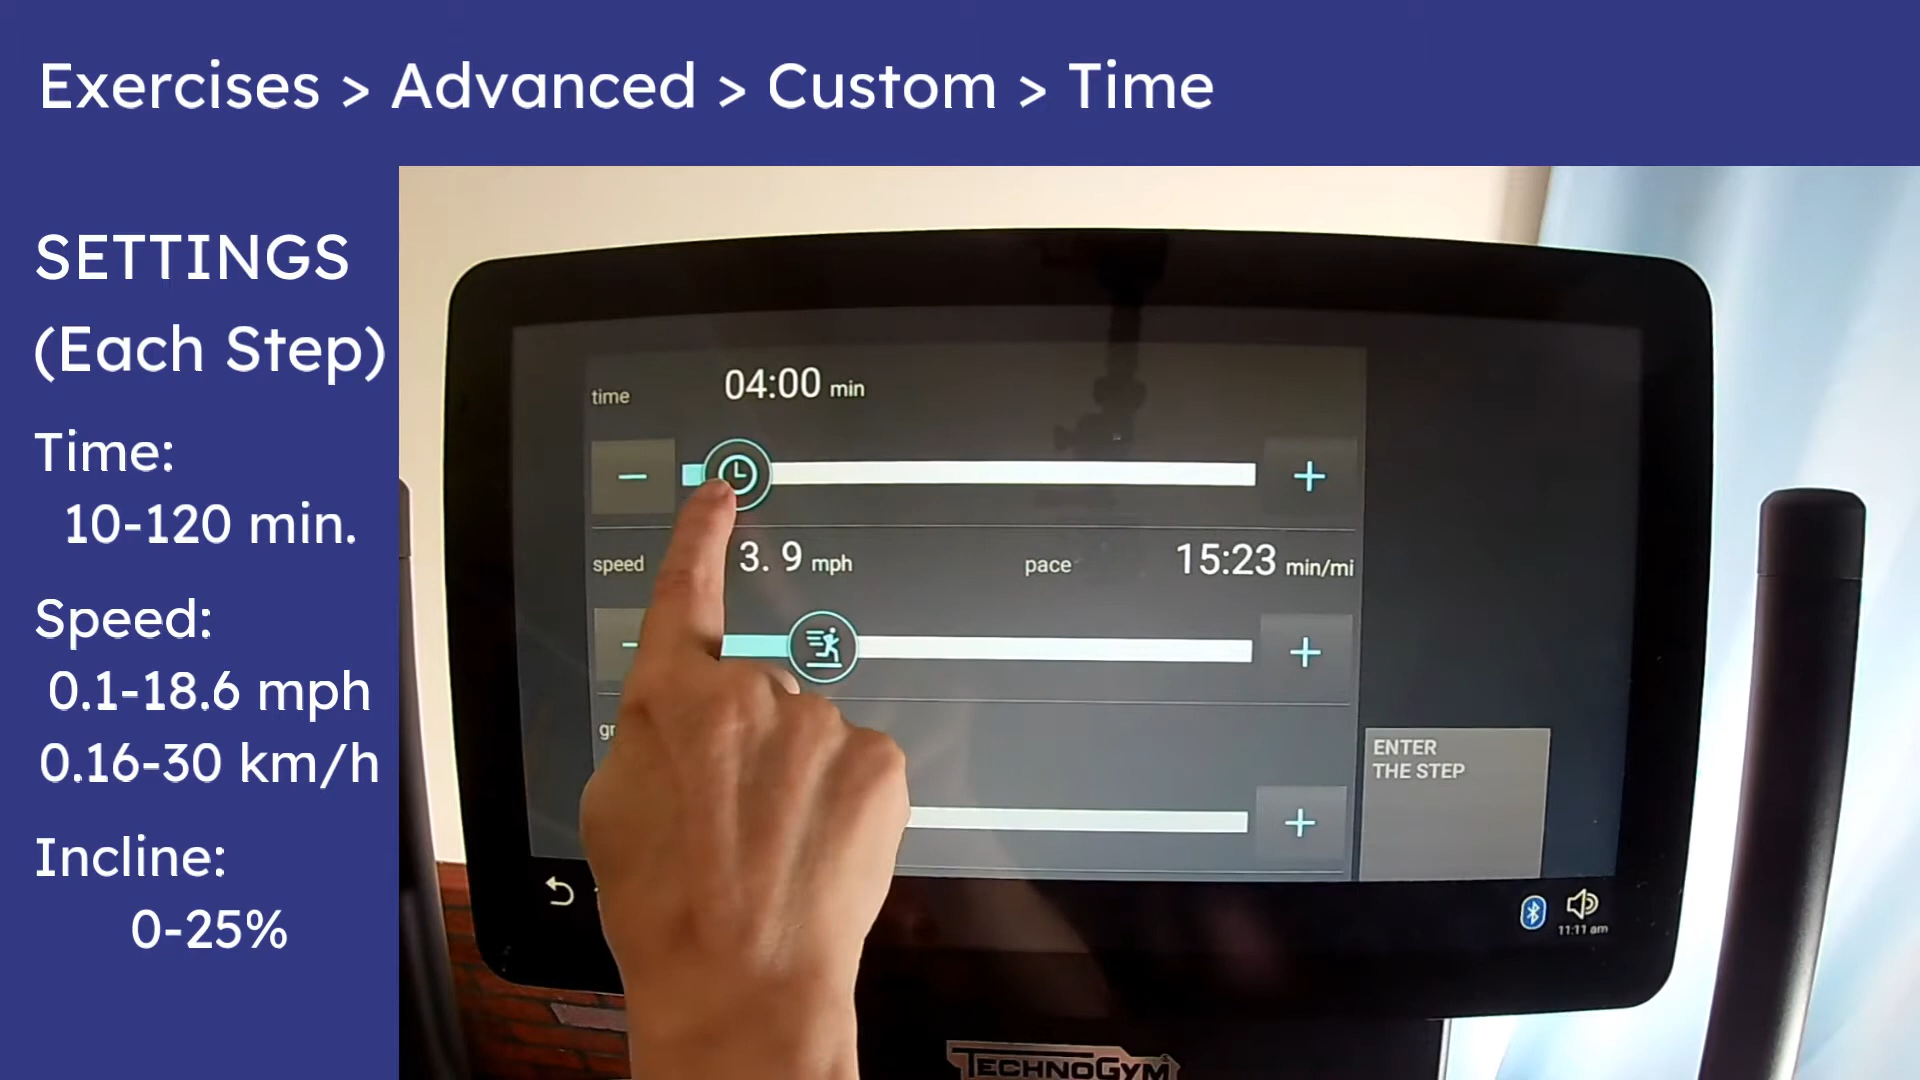 Exercises > Advanced > Custom > Time
SETTINGS
(Each Step)
Time:
10-120 min.
Speed:
0.1-18.6 mph
0.16-30 km/h
Incline:
0-25%
time 04:00 min
speed 3.9 mph pace 15:23 min/mi
gr
ENTER
THE STEP
11:11 am
TECHNOGYM